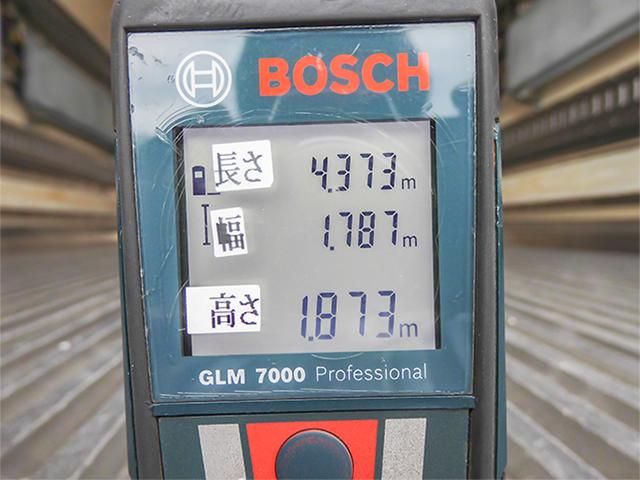 BOSCH
長さ 4.373m
幅 1.787m
高さ 1.873m
GLM 7000 Professional